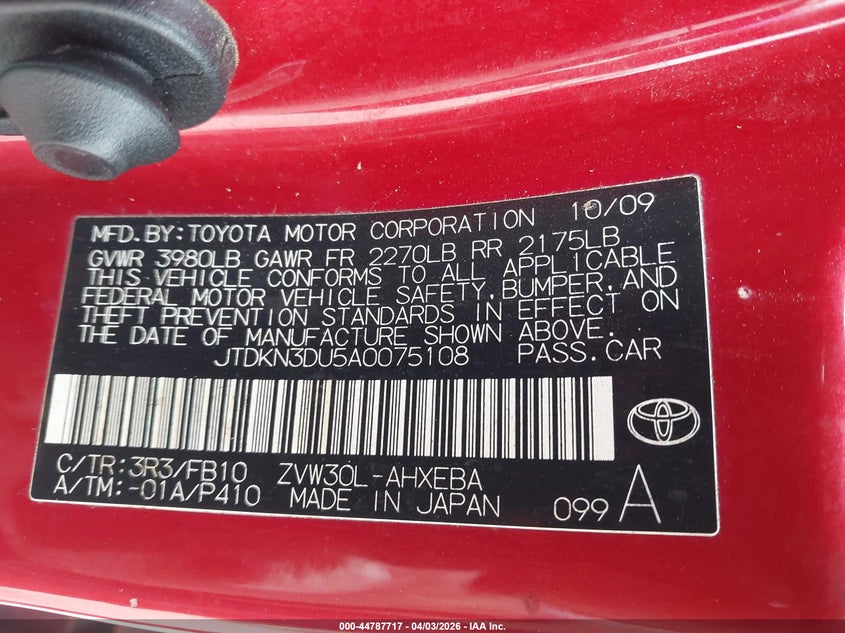 MFD.BY:TOYOTA MOTOR CORPORATION 10/09
GVWR 3980LB GAWR FR 2270LB RR 2175LB
THIS VEHICLE CONFORMS TO ALL APPLICABLE
FEDERAL MOTOR VEHICLE SAFETY,BUMPER,AND
THEFT PREVENTION STANDARDS IN EFFECT ON
THE DATE OF MANUFACTURE SHOWN ABOVE.
JTDKN3DU5A0075108 PASS.CAR
C/TR:3R3/FB10 ZVW30L-AHXEBA
A/TM:-01A/P410 MADE IN JAPAN 099 A
000-44787717 - 04/03/2026 - IAA Inc.